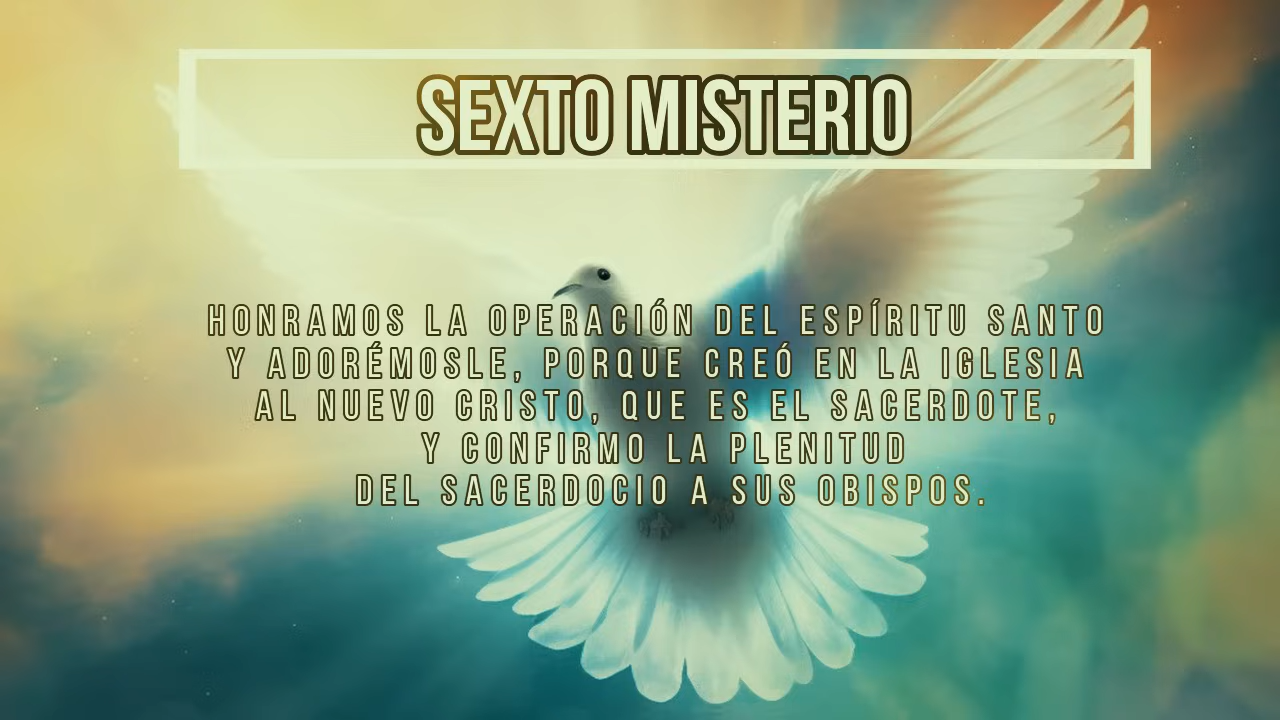 SEXTO MISTERIO
HONRAMOS LA OPERACIÓN DEL ESPÍRITU SANTO
Y ADORÉMOSLE, PORQUE CREÓ EN LA IGLESIA
AL NUEVO CRISTO, QUE ES EL SACERDOTE,
Y CONFIRMO LA PLENITUD
DEL SACERDOCIO A SUS OBISPOS.